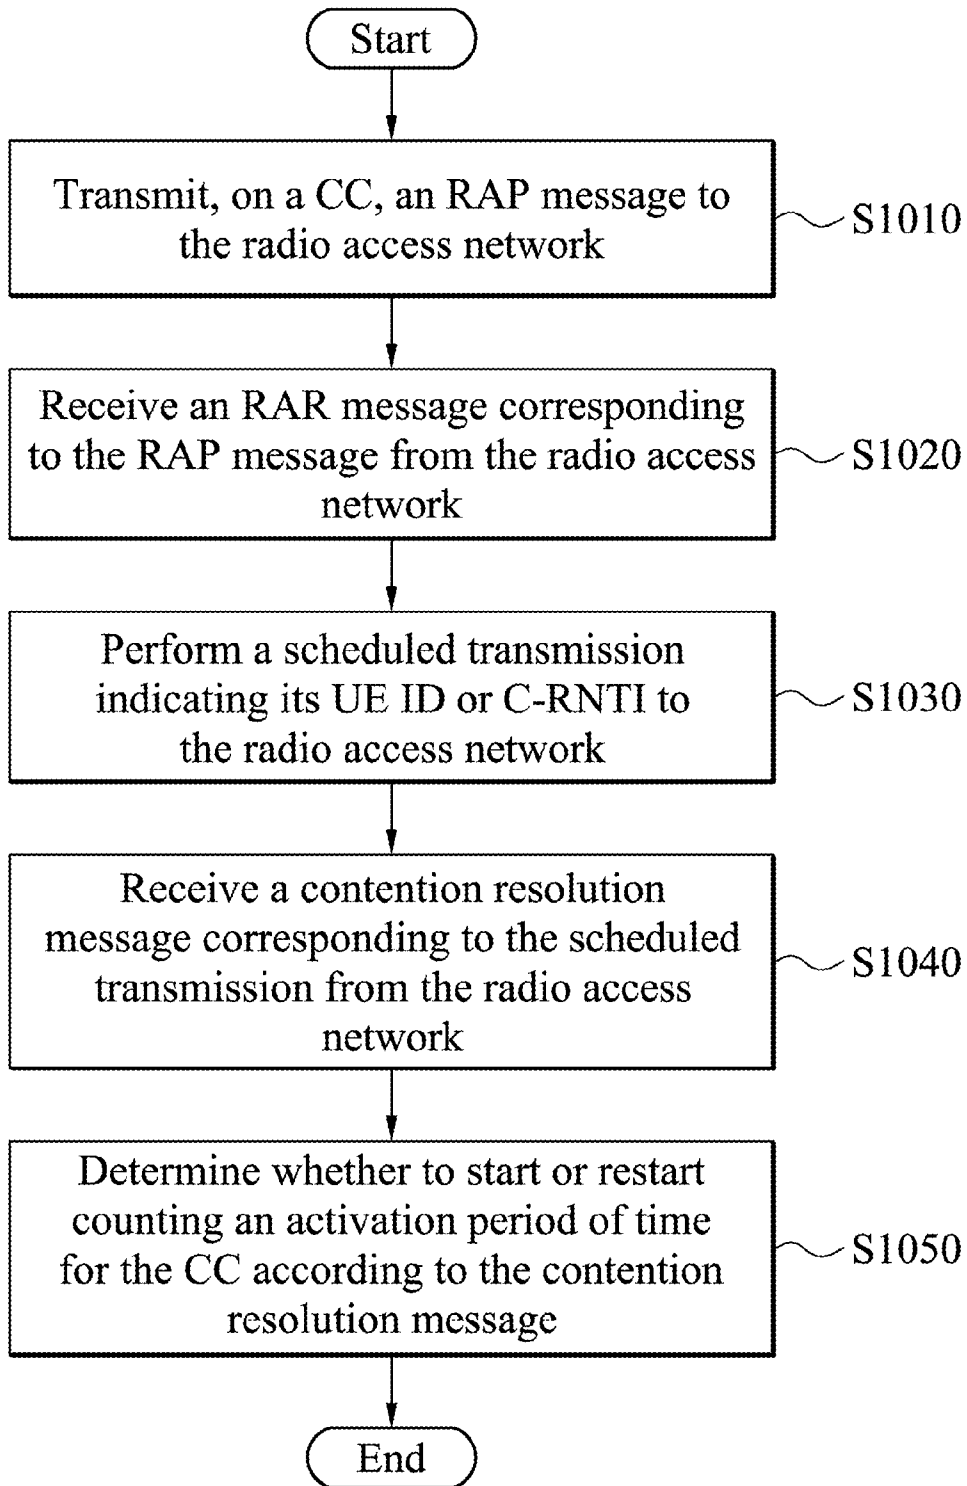 Start
Transmit, on a CC, an RAP message to
the radio access network
S1010
Receive an RAR message corresponding
to the RAP message from the radio access
network
S1020
Perform a scheduled transmission
indicating its UE ID or C-RNTI to
the radio access network
S1030
Receive a contention resolution
message corresponding to the scheduled
transmission from the radio access
network
S1040
Determine whether to start or restart
counting an activation period of time
for the CC according to the contention
resolution message
S1050
End